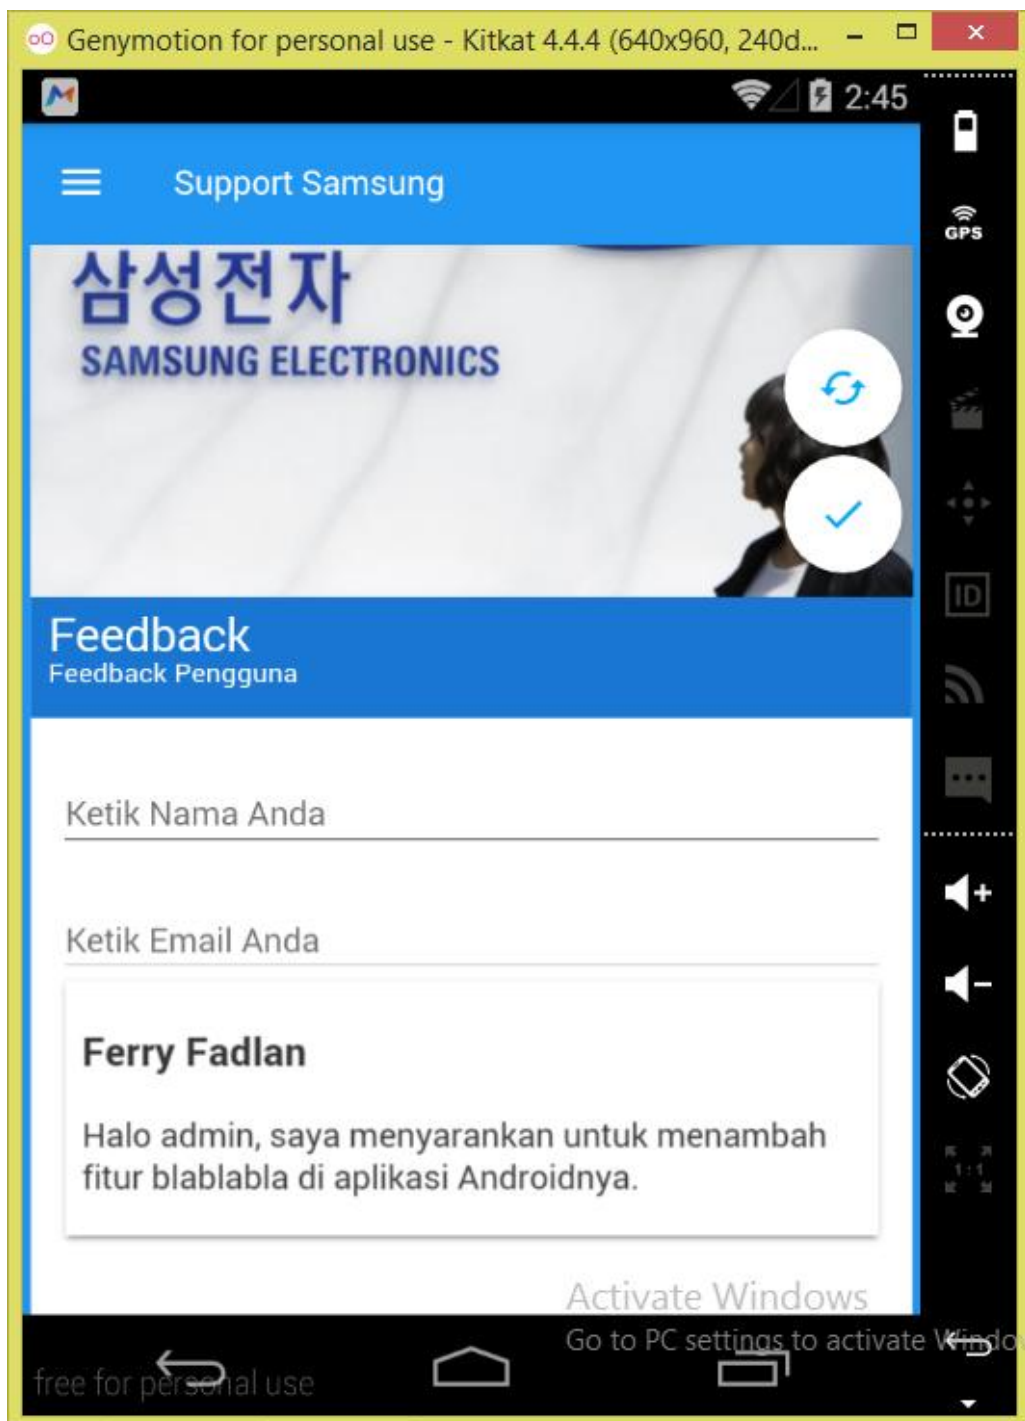 Genymotion for personal use - Kitkat 4.4.4 (640x960, 240d...
2:45
Support Samsung
GPS
삼성전자
SAMSUNG ELECTRONICS
ID
Feedback
Feedback Pengguna
Ketik Nama Anda
Ketik Email Anda
Ferry Fadlan
Halo admin, saya menyarankan untuk menambah
fitur blablabla di aplikasi Androidnya.
1:1
Activate Windows
Go to PC settings to activate Windo
free for personal use